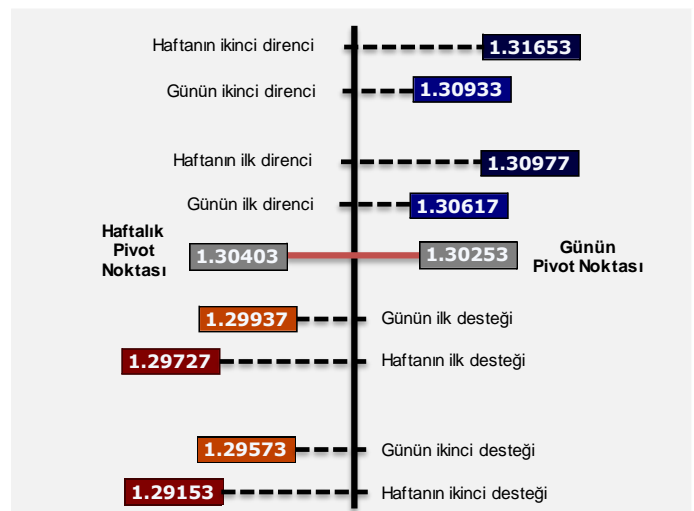 Haftanın ikinci direnci 1.31653
Günün ikinci direnci 1.30933
Haftanın ilk direnci 1.30977
Günün ilk direnci 1.30617
Haftalık
Pivot
Noktası
1.30403
1.30253
Günün
Pivot Noktası
1.29937 Günün ilk desteği
1.29727 Haftanın ilk desteği
1.29573 Günün ikinci desteği
1.29153 Haftanın ikinci desteği